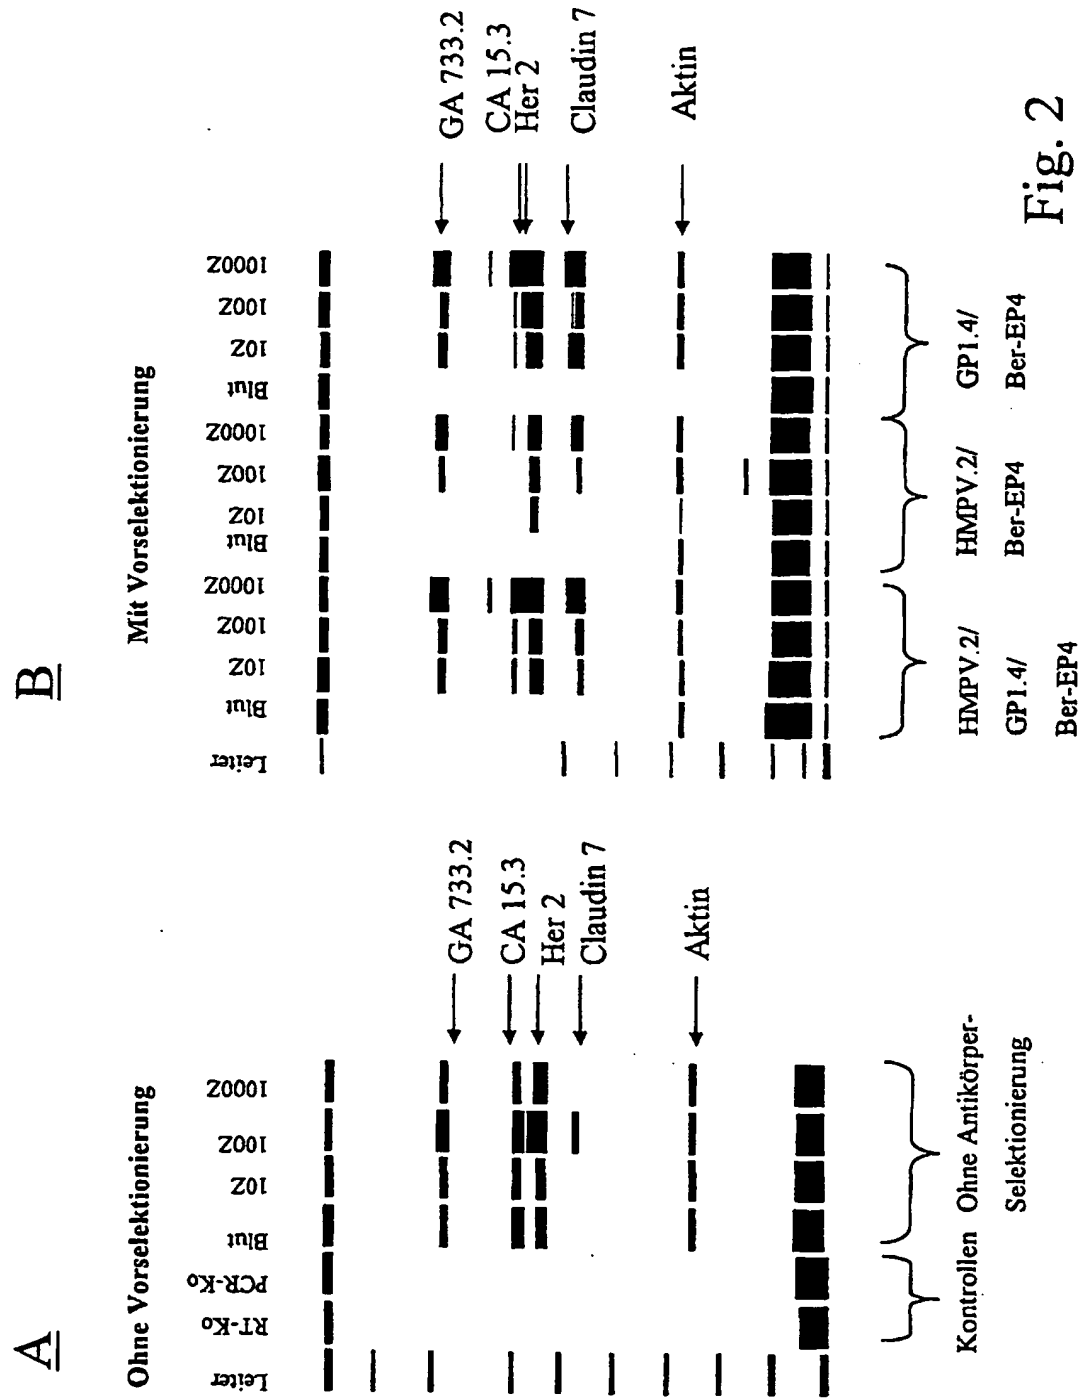 A
Ohne Vorselektionierung
Leiter
RT-Ko
PCR-Ko
Blut
10Z
100Z
1000Z
GA 733.2
CA 15.3
Her 2
Claudin 7
Aktin
Kontrollen
Ohne Antikörper-
Selektionierung
B
Mit Vorselektionierung
Leiter
Blut
10Z
100Z
1000Z
Blut
10Z
100Z
1000Z
Blut
10Z
100Z
1000Z
GA 733.2
CA 15.3
Her 2
Claudin 7
Aktin
HMPV.2/
GP1.4/
Ber-EP4
HMPV.2/
Ber-EP4
GP1.4/
Ber-EP4
Fig. 2